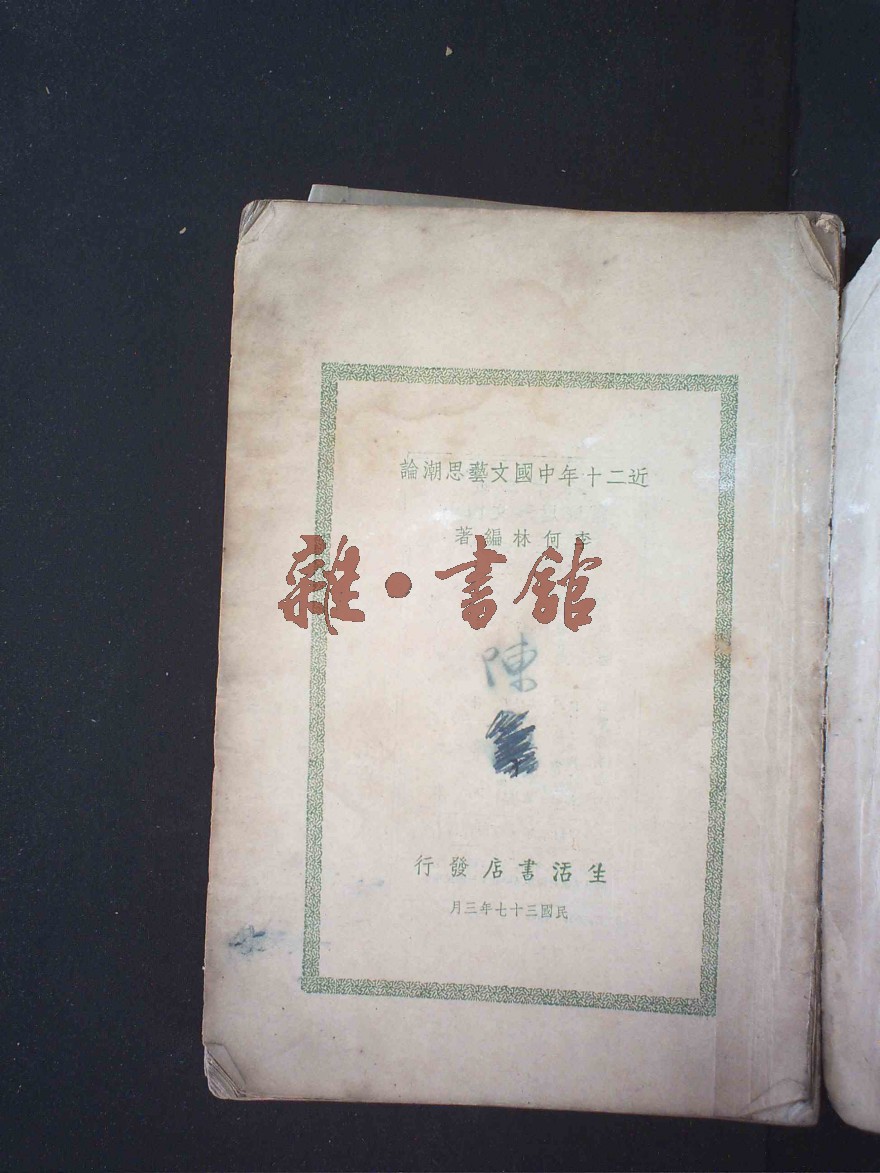 近二十年中國文藝思潮論
李何林編著
雜·書館
陳
生活書店發行
民國三十七年三月